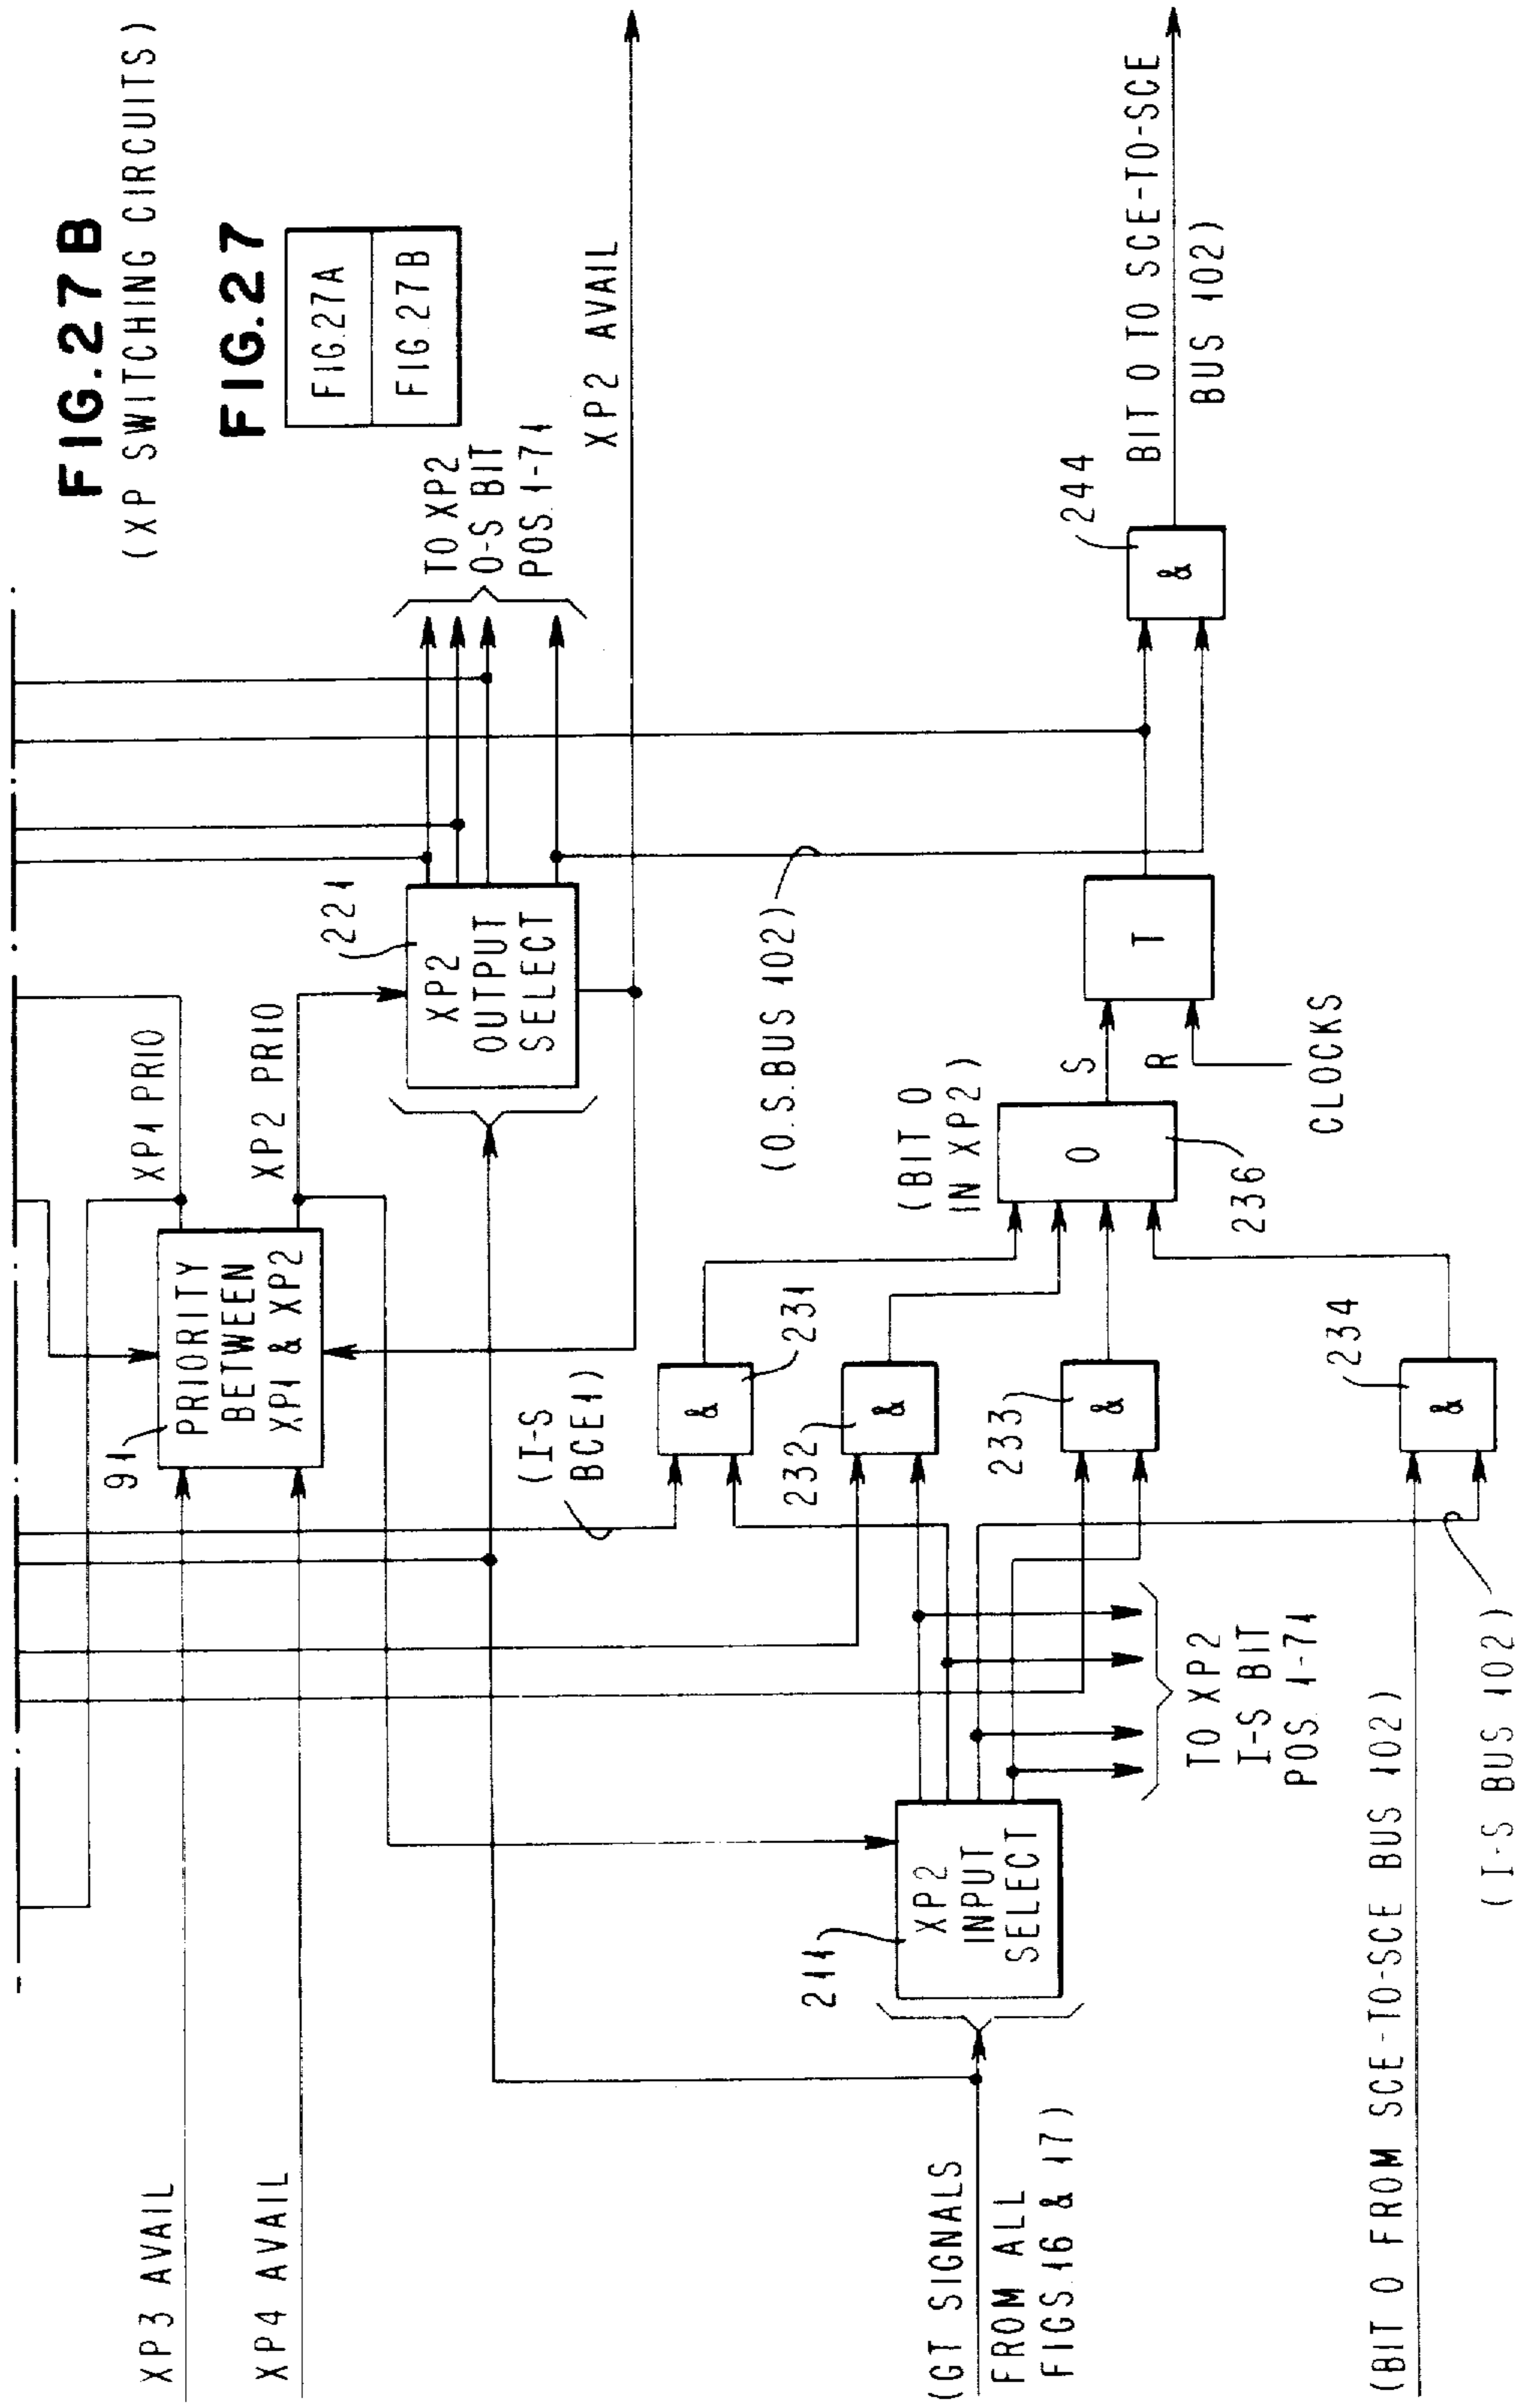 FIG.27B
(XP SWITCHING CIRCUITS)
FIG.27
FIG.27A
FIG.27B
XP3 AVAIL
XP4 AVAIL
91
PRIORITY
BETWEEN
XP1 & XP2
XP1 PRIO
XP2 PRIO
221
XP2
OUTPUT
SELECT
TO XP2
O-S BIT
POS. 1-71
XP2 AVAIL
(I-S
BCE1)
(O.S.BUS 102)
&
231
232
&
233
&
234
&
(BIT 0
IN XP2)
O
236
S
R
T
CLOCKS
244
&
BIT 0 TO SCE-TO-SCE
BUS 102)
(GT SIGNALS
FROM ALL
FIGS.16 & 17)
211
XP2
INPUT
SELECT
TO XP2
I-S BIT
POS. 1-71
(BIT 0 FROM SCE-TO-SCE BUS 102)
(I-S BUS 102)